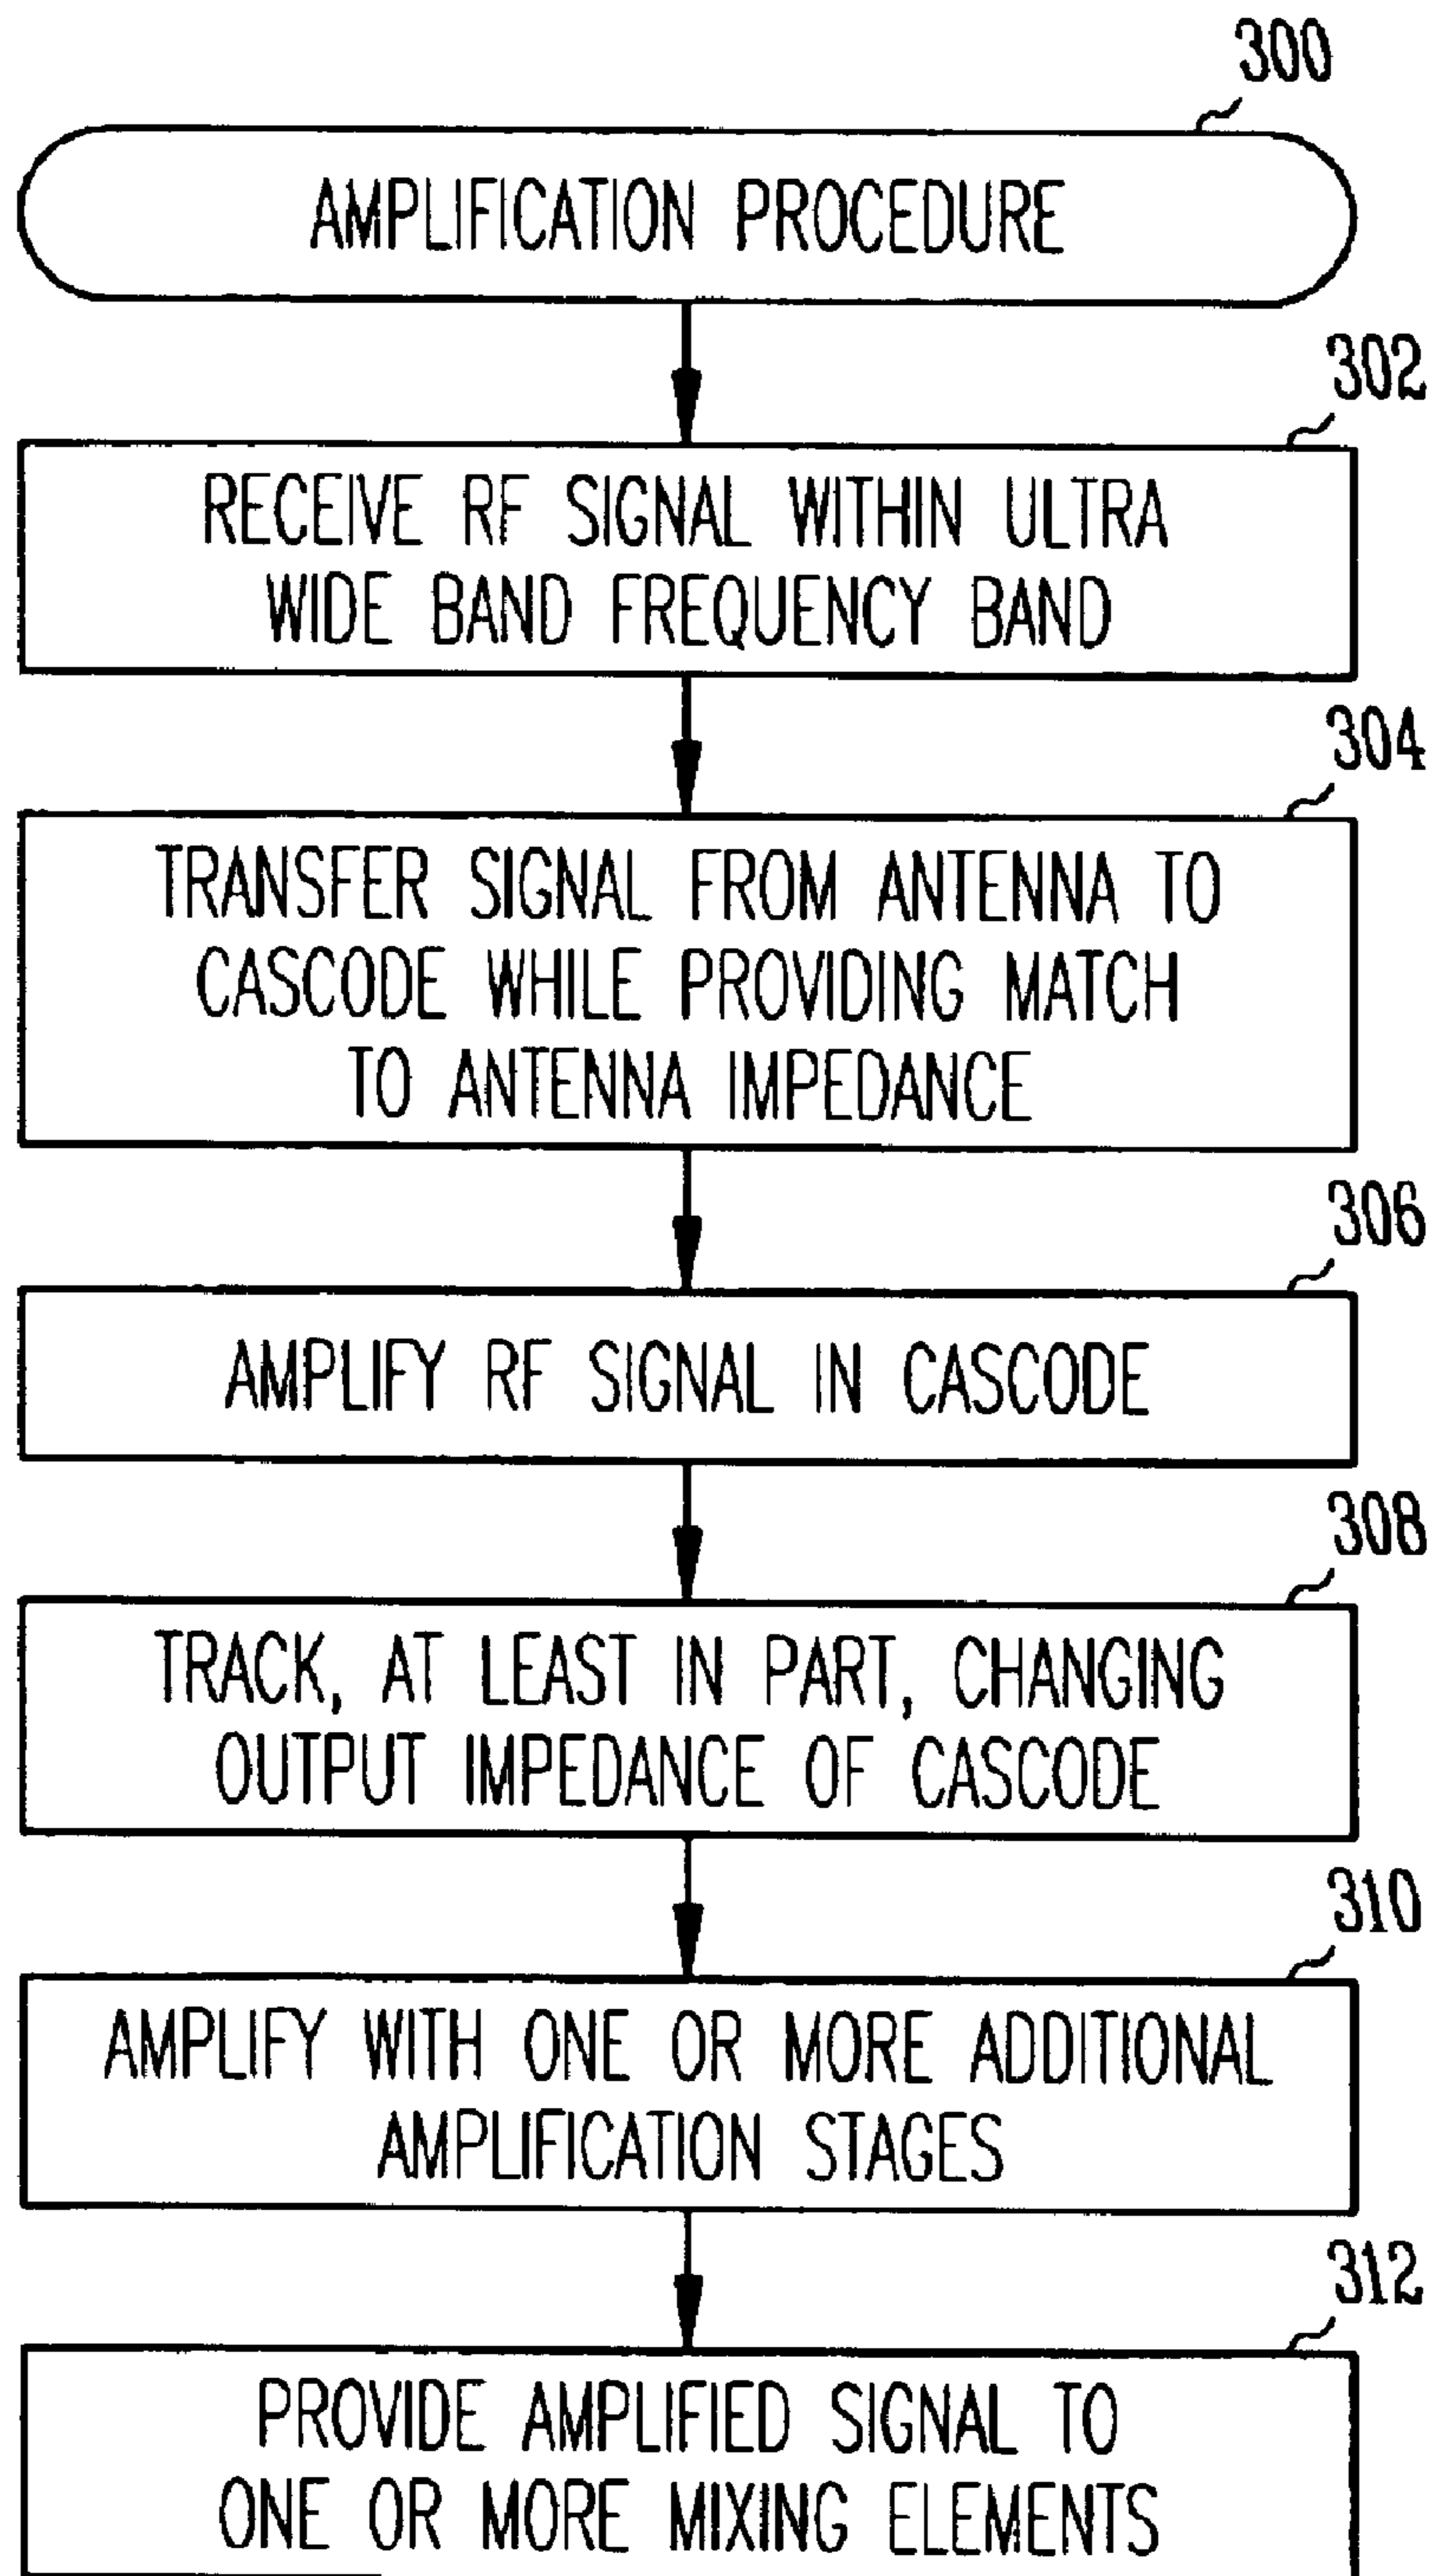 300
AMPLIFICATION PROCEDURE
302
RECEIVE RF SIGNAL WITHIN ULTRA
WIDE BAND FREQUENCY BAND
304
TRANSFER SIGNAL FROM ANTENNA TO
CASCODE WHILE PROVIDING MATCH
TO ANTENNA IMPEDANCE
306
AMPLIFY RF SIGNAL IN CASCODE
308
TRACK, AT LEAST IN PART, CHANGING
OUTPUT IMPEDANCE OF CASCODE
310
AMPLIFY WITH ONE OR MORE ADDITIONAL
AMPLIFICATION STAGES
312
PROVIDE AMPLIFIED SIGNAL TO
ONE OR MORE MIXING ELEMENTS